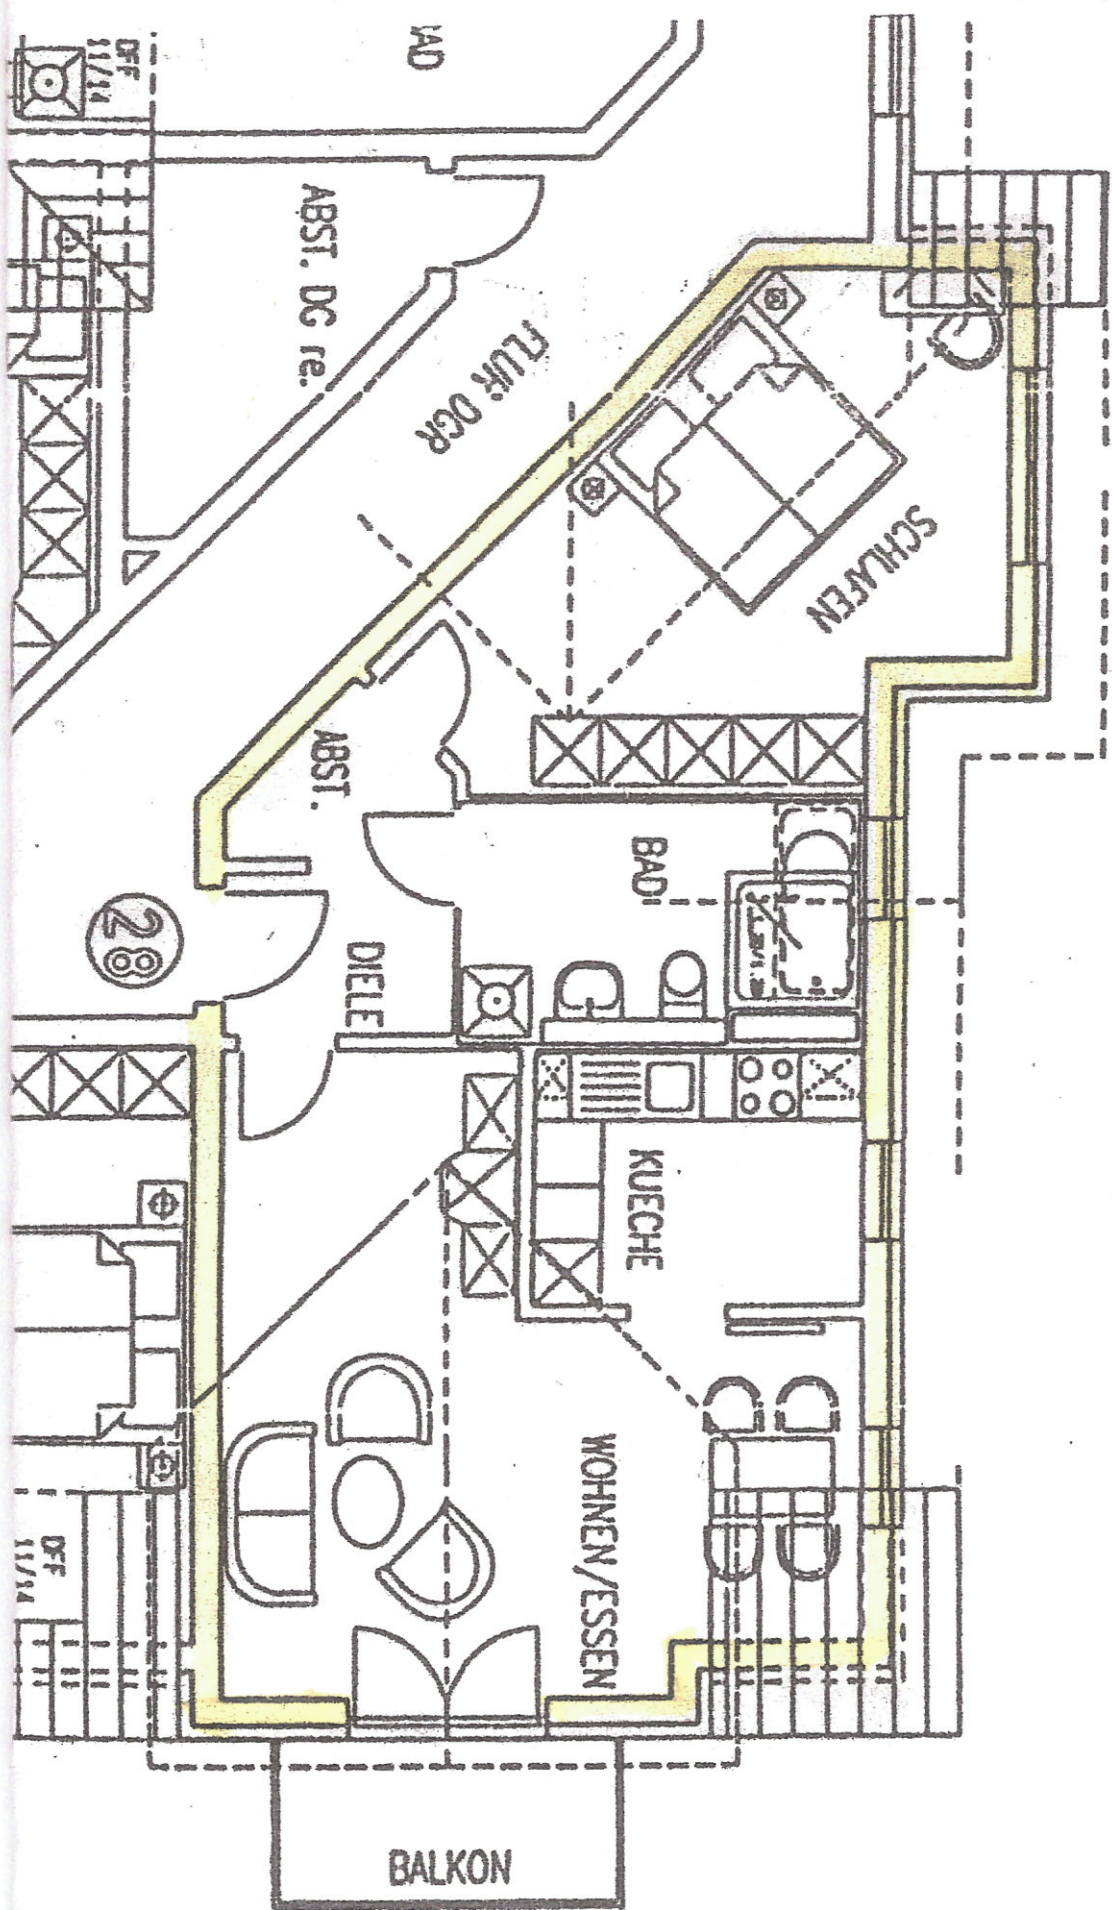 DFF
11/14
ABST. DG re.
FLUR DGR
SCHLAFEN
ABST.
BAD
28
DIELE
KUECHE
WOHNEN/ESSEN
DFF
11/14
BALKON